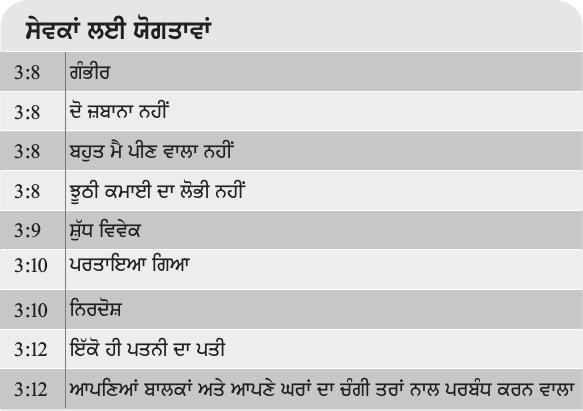 ਸੇਵਕਾਂ ਲਈ ਯੋਗਤਾਵਾਂ
3:8 ਗੰਭੀਰ
3:8 ਦੋ ਜ਼ਬਾਨਾ ਨਹੀਂ
3:8 ਬਹੁਤ ਮੈ ਪੀਣ ਵਾਲਾ ਨਹੀਂ
3:8 ਝੂਠੀ ਕਮਾਈ ਦਾ ਲੋਭੀ ਨਹੀਂ
3:9 ਸ਼ੁੱਧ ਵਿਵੇਕ
3:10 ਪਰਤਾਇਆ ਗਿਆ
3:10 ਨਿਰਦੋਸ਼
3:12 ਇੱਕੋ ਹੀ ਪਤਨੀ ਦਾ ਪਤੀ
3:12 ਆਪਣਿਆਂ ਬਾਲਕਾਂ ਅਤੇ ਆਪਣੇ ਘਰਾਂ ਦਾ ਚੰਗੀ ਤਰਾਂ ਨਾਲ ਪਰਬੰਧ ਕਰਨ ਵਾਲਾ